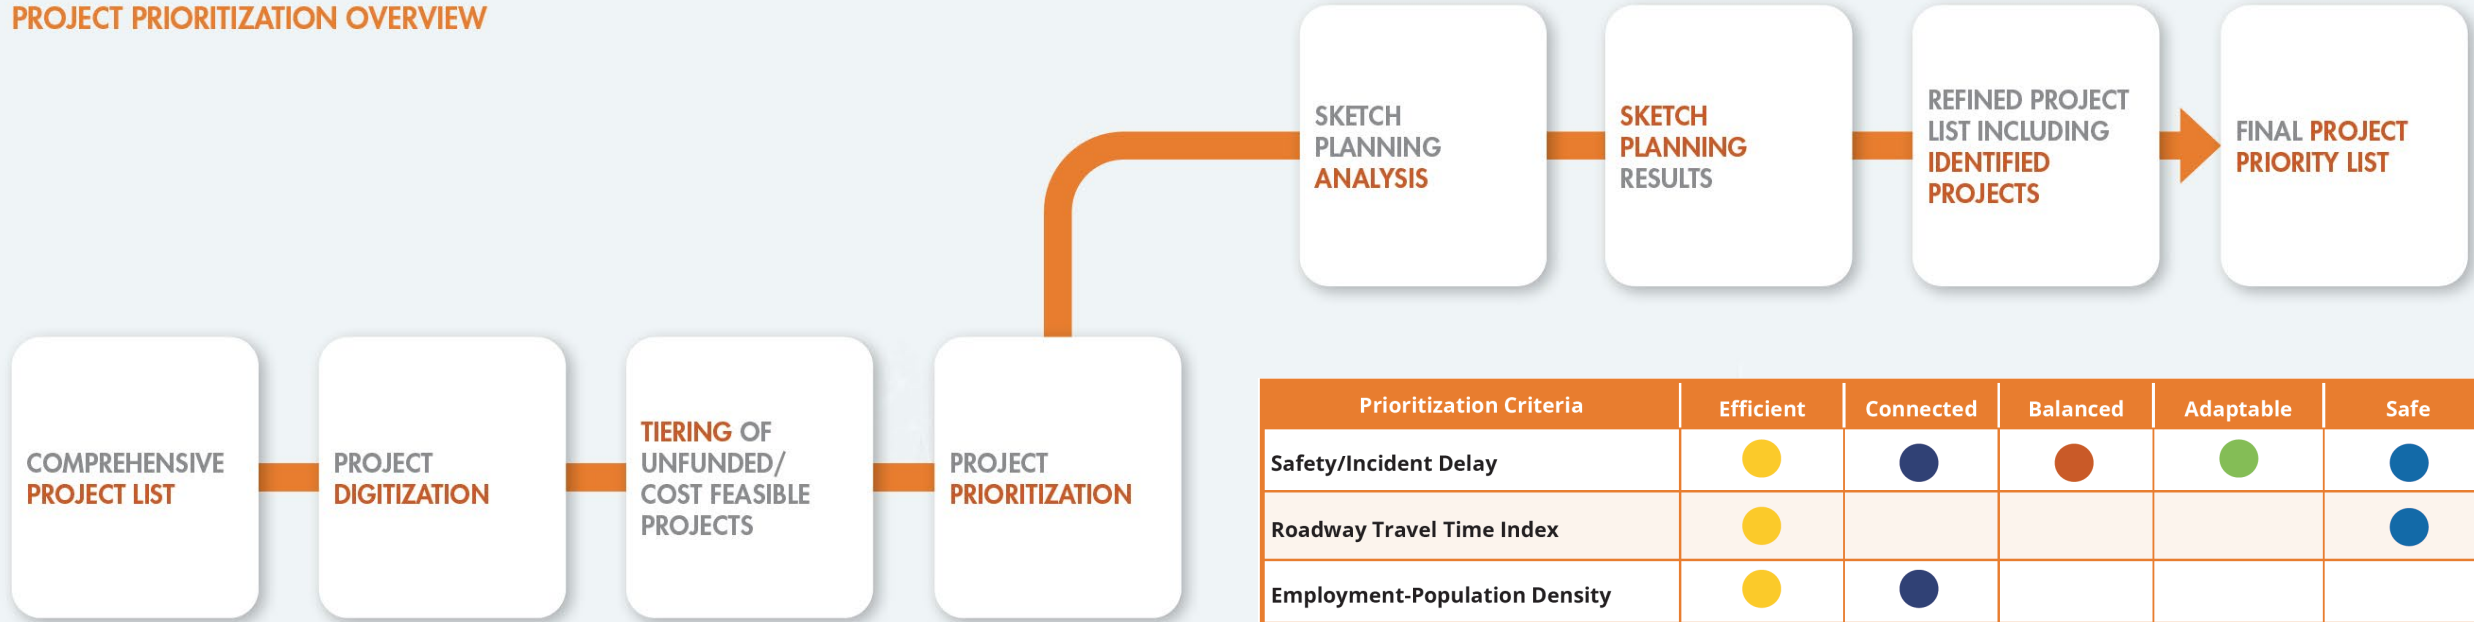 PROJECT PRIORITIZATION OVERVIEW
COMPREHENSIVE
PROJECT LIST
PROJECT
DIGITIZATION
TIERING OF
UNFUNDED/
COST FEASIBLE
PROJECTS
PROJECT
PRIORITIZATION
SKETCH
PLANNING
ANALYSIS
SKETCH
PLANNING
RESULTS
REFINED PROJECT
LIST INCLUDING
IDENTIFIED
PROJECTS
FINAL PROJECT
PRIORITY LIST
Prioritization Criteria Efficient Connected Balanced Adaptable Safe
Safety/Incident Delay
Roadway Travel Time Index
Employment-Population Density